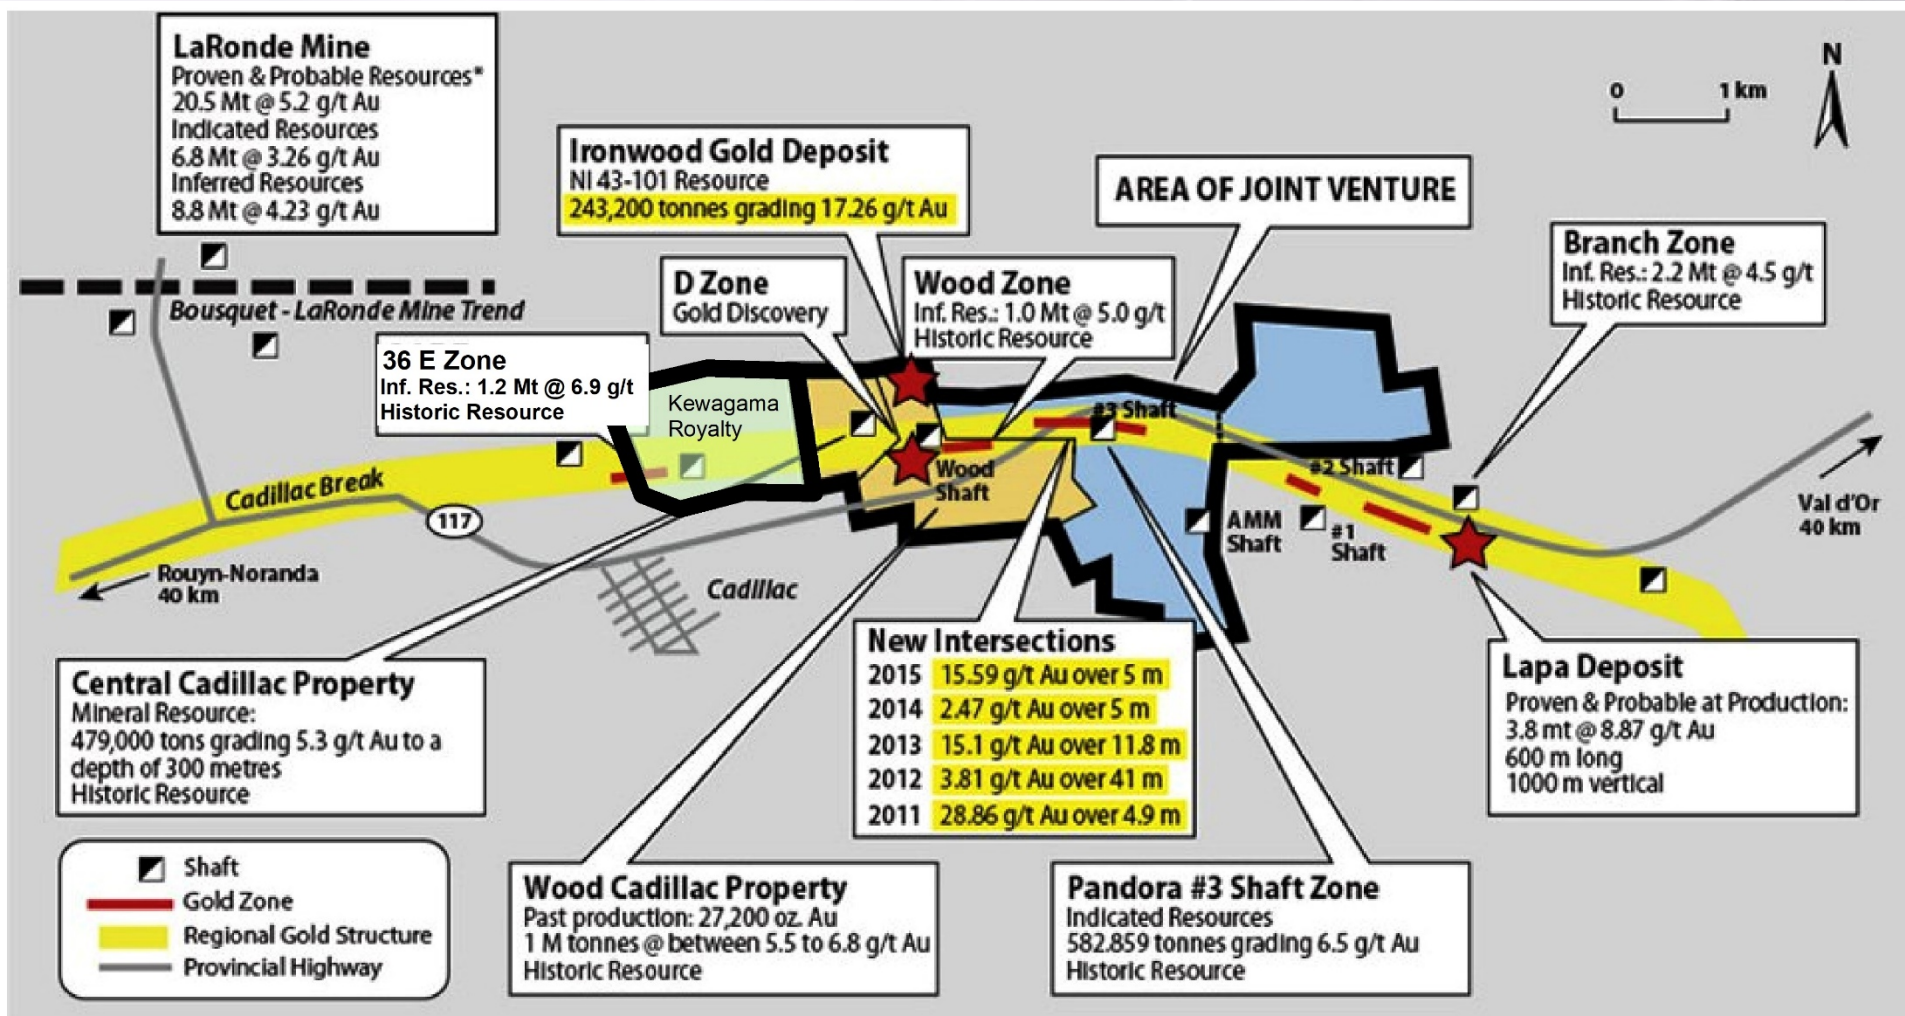 LaRonde Mine
Proven & Probable Resources*
20.5 Mt @ 5.2 g/t Au
Indicated Resources
6.8 Mt @ 3.26 g/t Au
Inferred Resources
8.8 Mt @ 4.23 g/t Au
Ironwood Gold Deposit
NI 43-101 Resource
243,200 tonnes grading 17.26 g/t Au
AREA OF JOINT VENTURE
0 1 km
N
D Zone
Gold Discovery
Wood Zone
Inf. Res.: 1.0 Mt @ 5.0 g/t
Historic Resource
Branch Zone
Inf. Res.: 2.2 Mt @ 4.5 g/t
Historic Resource
Bousquet - LaRonde Mine Trend
36 E Zone
Inf. Res.: 1.2 Mt @ 6.9 g/t
Historic Resource
Kewagama
Royalty
#3 Shaft
Wood
Shaft
#2 Shaft
AMM
Shaft
#1
Shaft
Cadillac Break
117
Val d'Or
40 km
Rouyn-Noranda
40 km
Cadillac
Central Cadillac Property
Mineral Resource:
479,000 tons grading 5.3 g/t Au to a
depth of 300 metres
Historic Resource
New Intersections
2015 15.59 g/t Au over 5 m
2014 2.47 g/t Au over 5 m
2013 15.1 g/t Au over 11.8 m
2012 3.81 g/t Au over 41 m
2011 28.86 g/t Au over 4.9 m
Lapa Deposit
Proven & Probable at Production:
3.8 mt @ 8.87 g/t Au
600 m long
1000 m vertical
Shaft
Gold Zone
Regional Gold Structure
Provincial Highway
Wood Cadillac Property
Past production: 27,200 oz. Au
1 M tonnes @ between 5.5 to 6.8 g/t Au
Historic Resource
Pandora #3 Shaft Zone
Indicated Resources
582.859 tonnes grading 6.5 g/t Au
Historic Resource